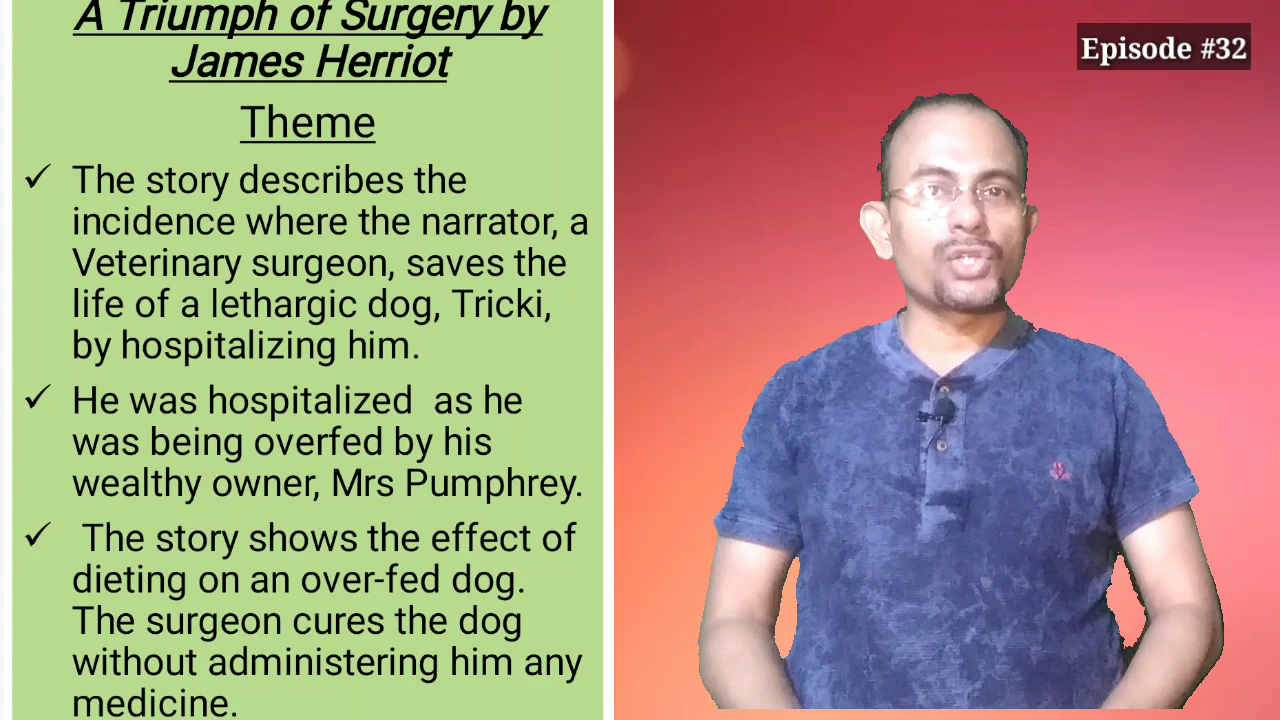 A Triumph of Surgery by
James Herriot
Theme
✓ The story describes the
incidence where the narrator, a
Veterinary surgeon, saves the
life of a lethargic dog, Tricki,
by hospitalizing him.
✓ He was hospitalized as he
was being overfed by his
wealthy owner, Mrs Pumphrey.
✓ The story shows the effect of
dieting on an over-fed dog.
The surgeon cures the dog
without administering him any
medicine.
Episode #32